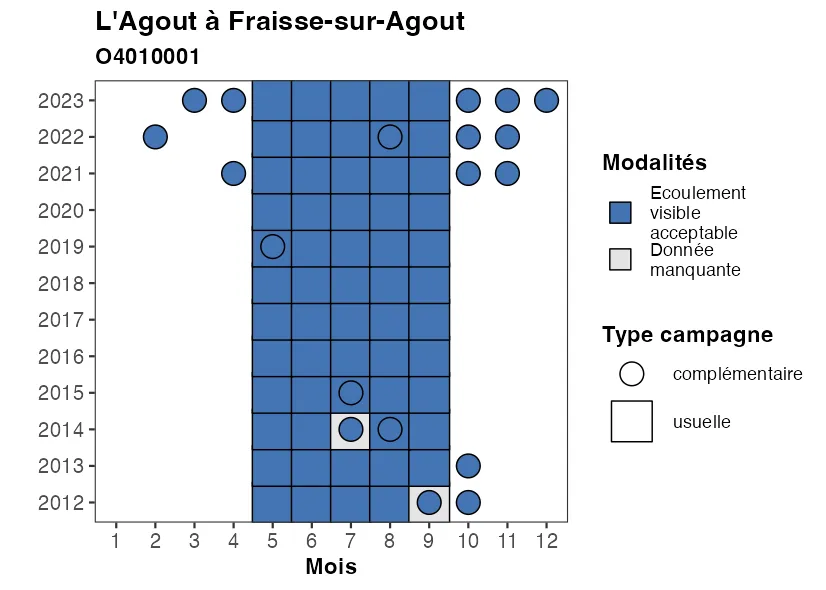 L'Agout à Fraisse-sur-Agout
O4010001
2023
2022
2021
2020
2019
2018
2017
2016
2015
2014
2013
2012
1 2 3 4 5 6 7 8 9 10 11 12
Mois
Modalités
Ecoulement
visible
acceptable
Donnée
manquante
Type campagne
complémentaire
usuelle